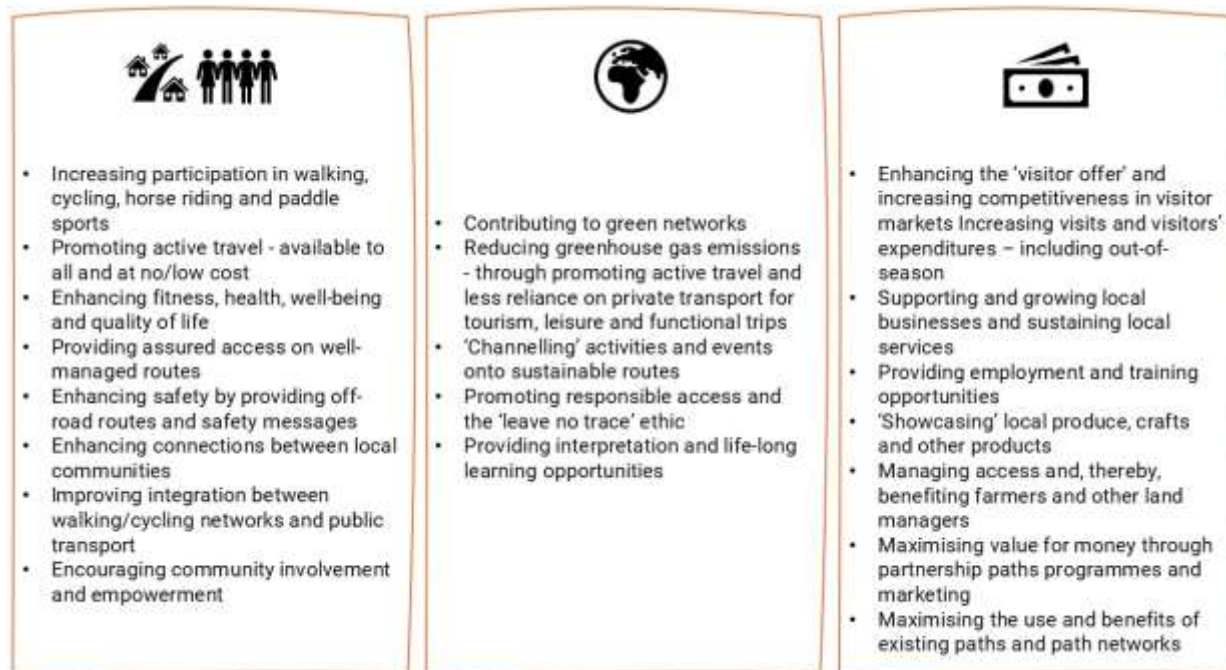 • Increasing participation in walking,
cycling, horse riding and paddle
sports
• Promoting active travel - available to
all and at no/low cost
• Enhancing fitness, health, well-being
and quality of life
• Providing assured access on well-
managed routes
• Enhancing safety by providing off-
road routes and safety messages
• Enhancing connections between local
communities
• Improving integration between
walking/cycling networks and public
transport
• Encouraging community involvement
and empowerment
• Contributing to green networks
• Reducing greenhouse gas emissions
- through promoting active travel and
less reliance on private transport for
tourism, leisure and functional trips
• ‘Channelling’ activities and events
onto sustainable routes
• Promoting responsible access and
the ‘leave no trace’ ethic
• Providing interpretation and life-long
learning opportunities
• Enhancing the ‘visitor offer’ and
increasing competitiveness in visitor
markets Increasing visits and visitors’
expenditures – including out-of-
season
• Supporting and growing local
businesses and sustaining local
services
• Providing employment and training
opportunities
• ‘Showcasing’ local produce, crafts
and other products
• Managing access and, thereby,
benefiting farmers and other land
managers
• Maximising value for money through
partnership paths programmes and
marketing
• Maximising the use and benefits of
existing paths and path networks